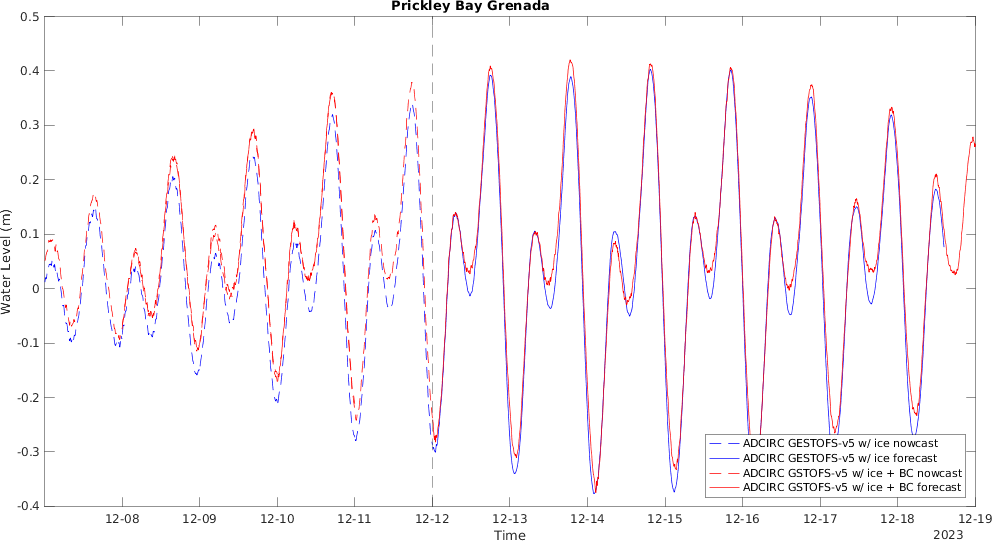 Prickley Bay Grenada
0.5
0.4
0.3
0.2
0.1
0
-0.1
-0.2
-0.3
-0.4
Water Level (m)
ADCIRC GESTOFS-v5 w/ ice nowcast
ADCIRC GESTOFS-v5 w/ ice forecast
ADCIRC GSTOFS-v5 w/ ice + BC nowcast
ADCIRC GSTOFS-v5 w/ ice + BC forecast
12-08 12-09 12-10 12-11 12-12 12-13 12-14 12-15 12-16 12-17 12-18 12-19
Time
2023